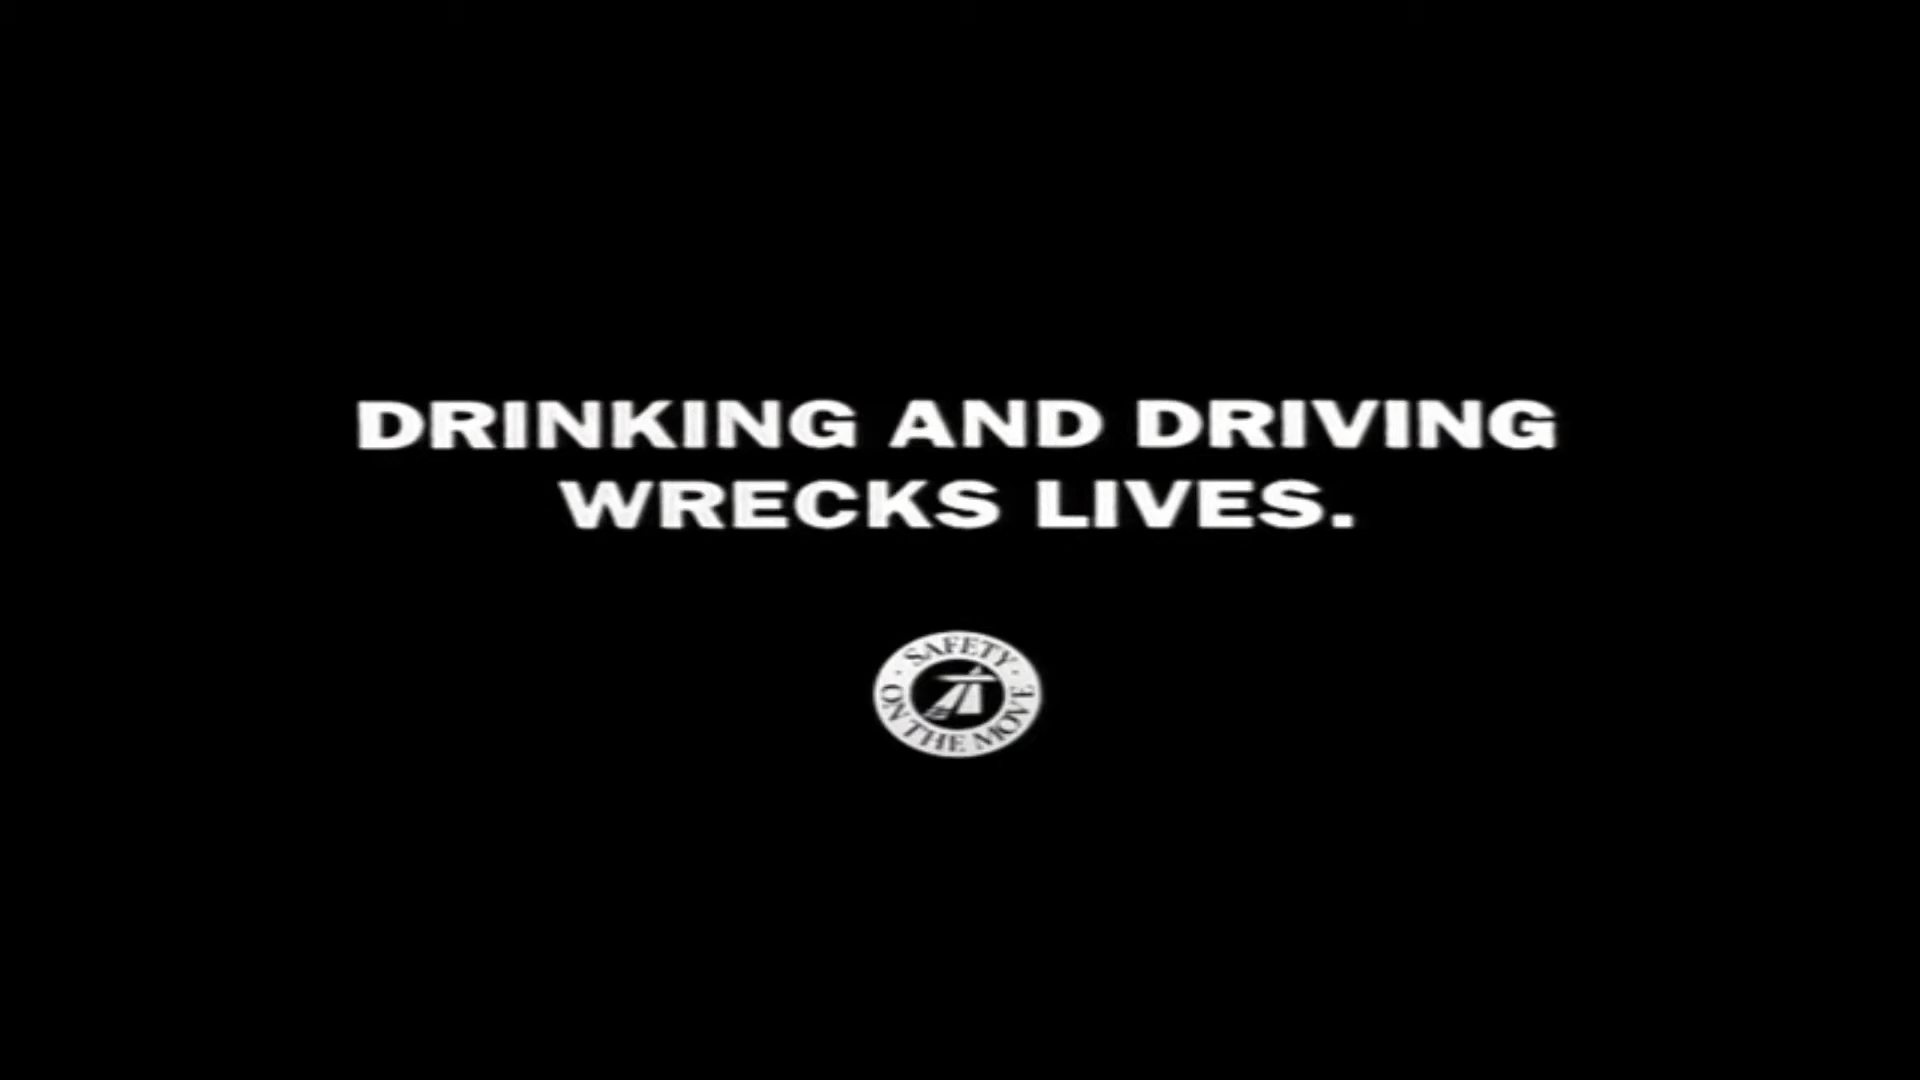 DRINKING AND DRIVING
WRECKS LIVES.
SAFETY
ON THE MOVE